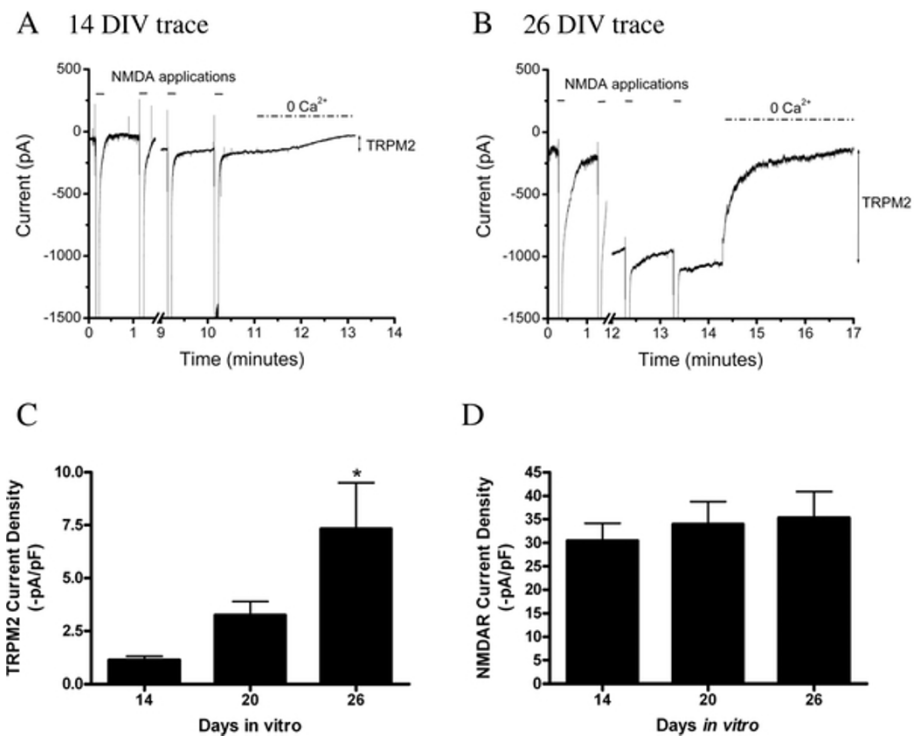 A 14 DIV trace
500
0
-500
-1000
-1500
Current (pA)
NMDA applications
0 Ca²⁺
TRPM2
0 1 9 10 11 12 13 14
Time (minutes)
B 26 DIV trace
500
0
-500
-1000
-1500
Current (pA)
NMDA applications
0 Ca²⁺
TRPM2
0 1 12 13 14 15 16 17
Time (minutes)
C
10.0
7.5
5.0
2.5
0.0
TRPM2 Current Density
(-pA/pF)
*
14 20 26
Days in vitro
D
45
40
35
30
25
20
15
10
5
0
NMDAR Current Density
(-pA/pF)
14 20 26
Days in vitro